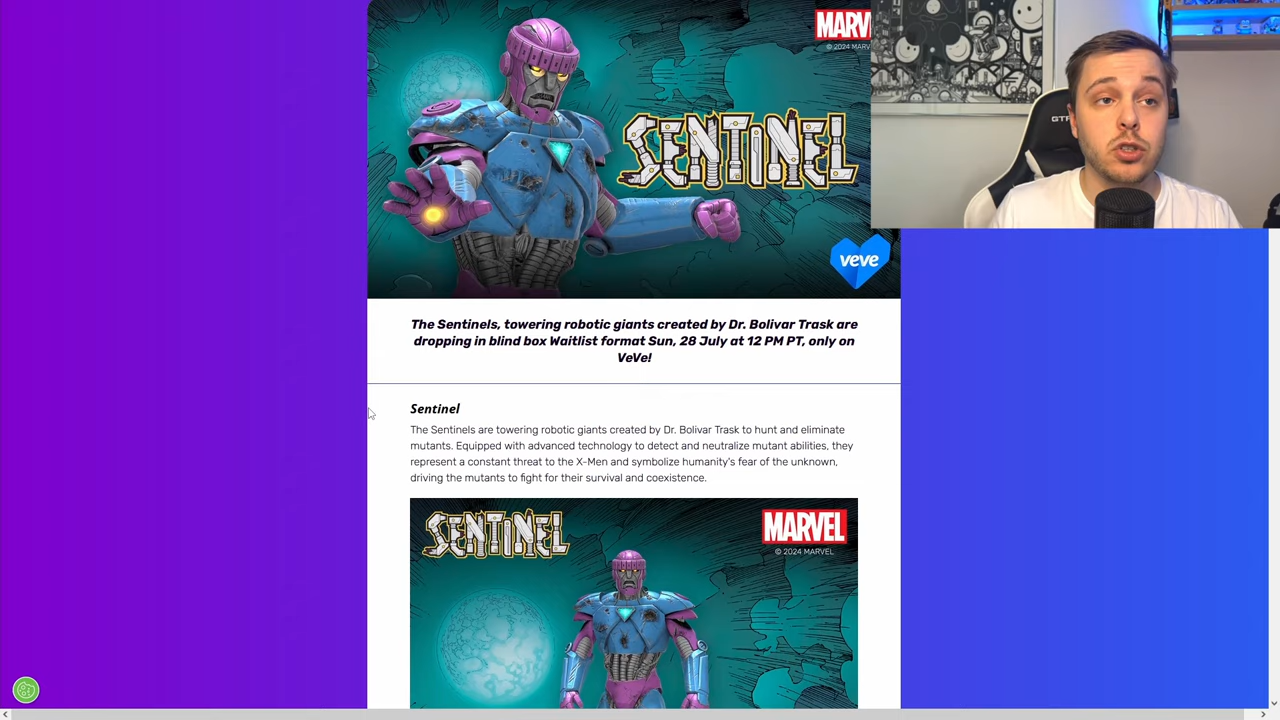 MARV
© 2024 MARV
SENTINEL
veve
The Sentinels, towering robotic giants created by Dr. Bolivar Trask are
dropping in blind box Waitlist format Sun, 28 July at 12 PM PT, only on
VeVe!
Sentinel
The Sentinels are towering robotic giants created by Dr. Bolivar Trask to hunt and eliminate
mutants. Equipped with advanced technology to detect and neutralize mutant abilities, they
represent a constant threat to the X-Men and symbolize humanity's fear of the unknown,
driving the mutants to fight for their survival and coexistence.
SENTINEL
MARVEL
© 2024 MARVEL